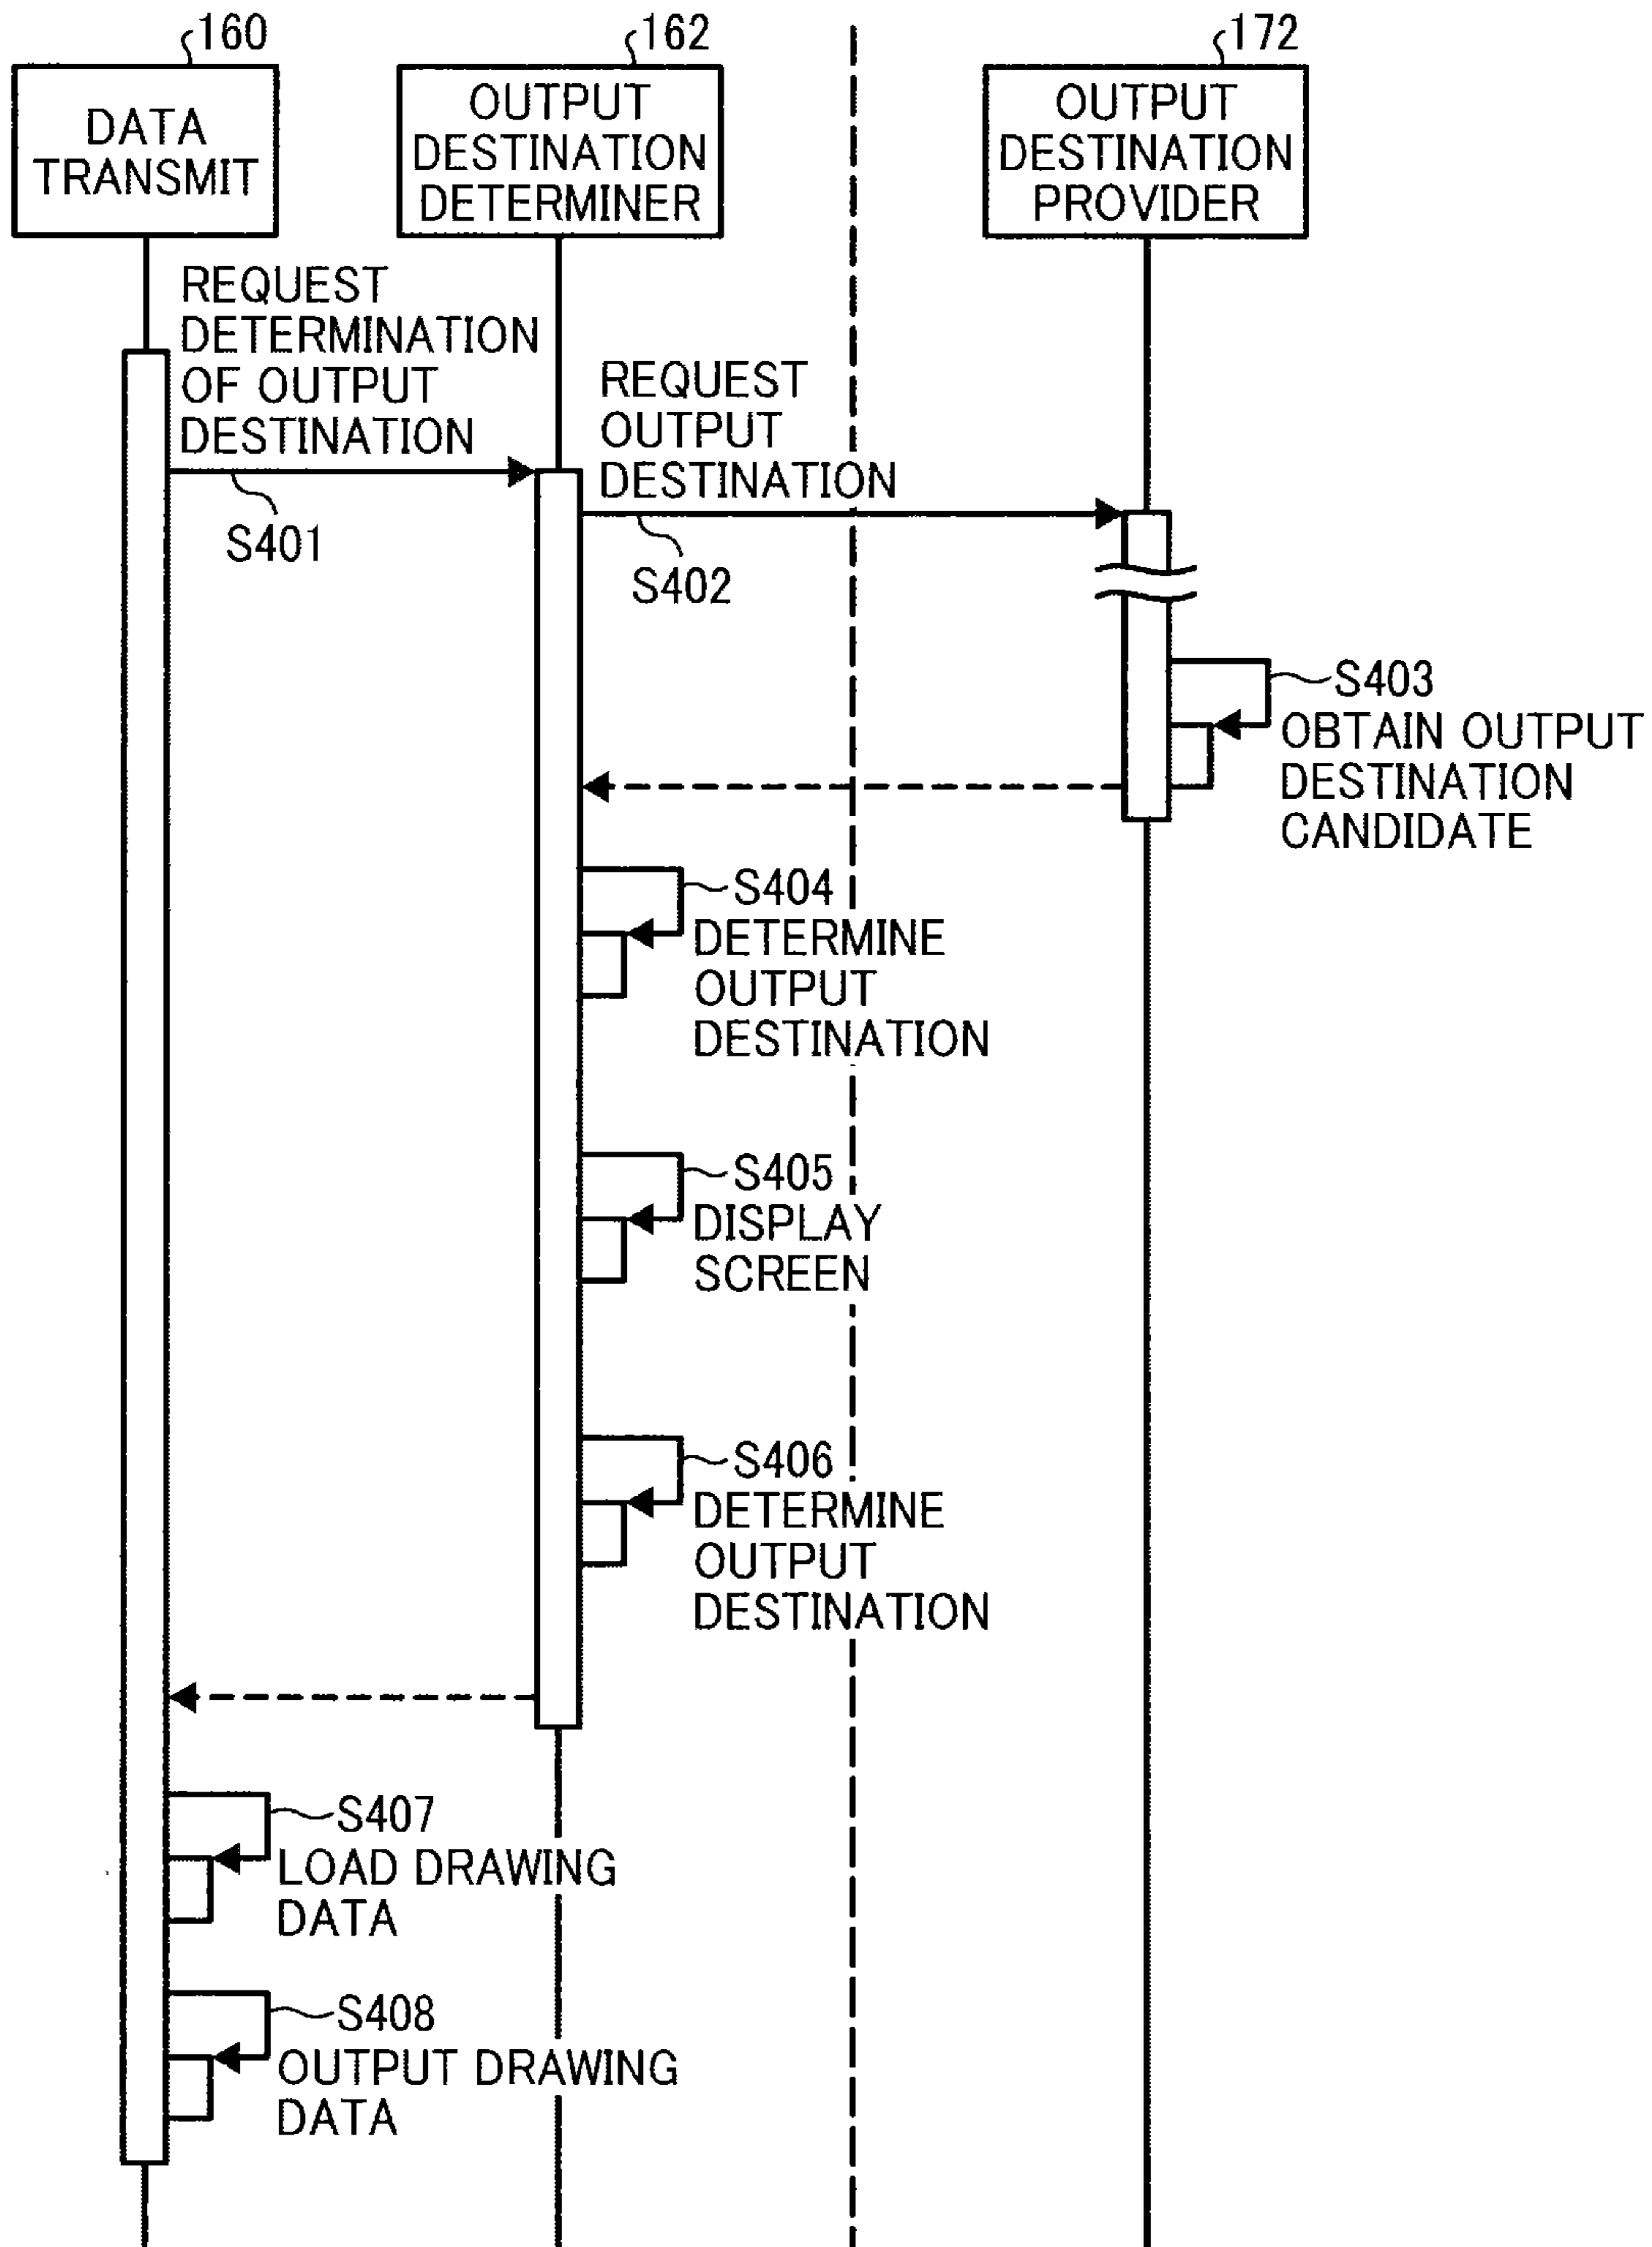 160
DATA
TRANSMIT
162
OUTPUT
DESTINATION
DETERMINER
172
OUTPUT
DESTINATION
PROVIDER
REQUEST
DETERMINATION
OF OUTPUT
DESTINATION
S401
REQUEST
OUTPUT
DESTINATION
S402
S403
OBTAIN OUTPUT
DESTINATION
CANDIDATE
S404
DETERMINE
OUTPUT
DESTINATION
S405
DISPLAY
SCREEN
S406
DETERMINE
OUTPUT
DESTINATION
S407
LOAD DRAWING
DATA
S408
OUTPUT DRAWING
DATA